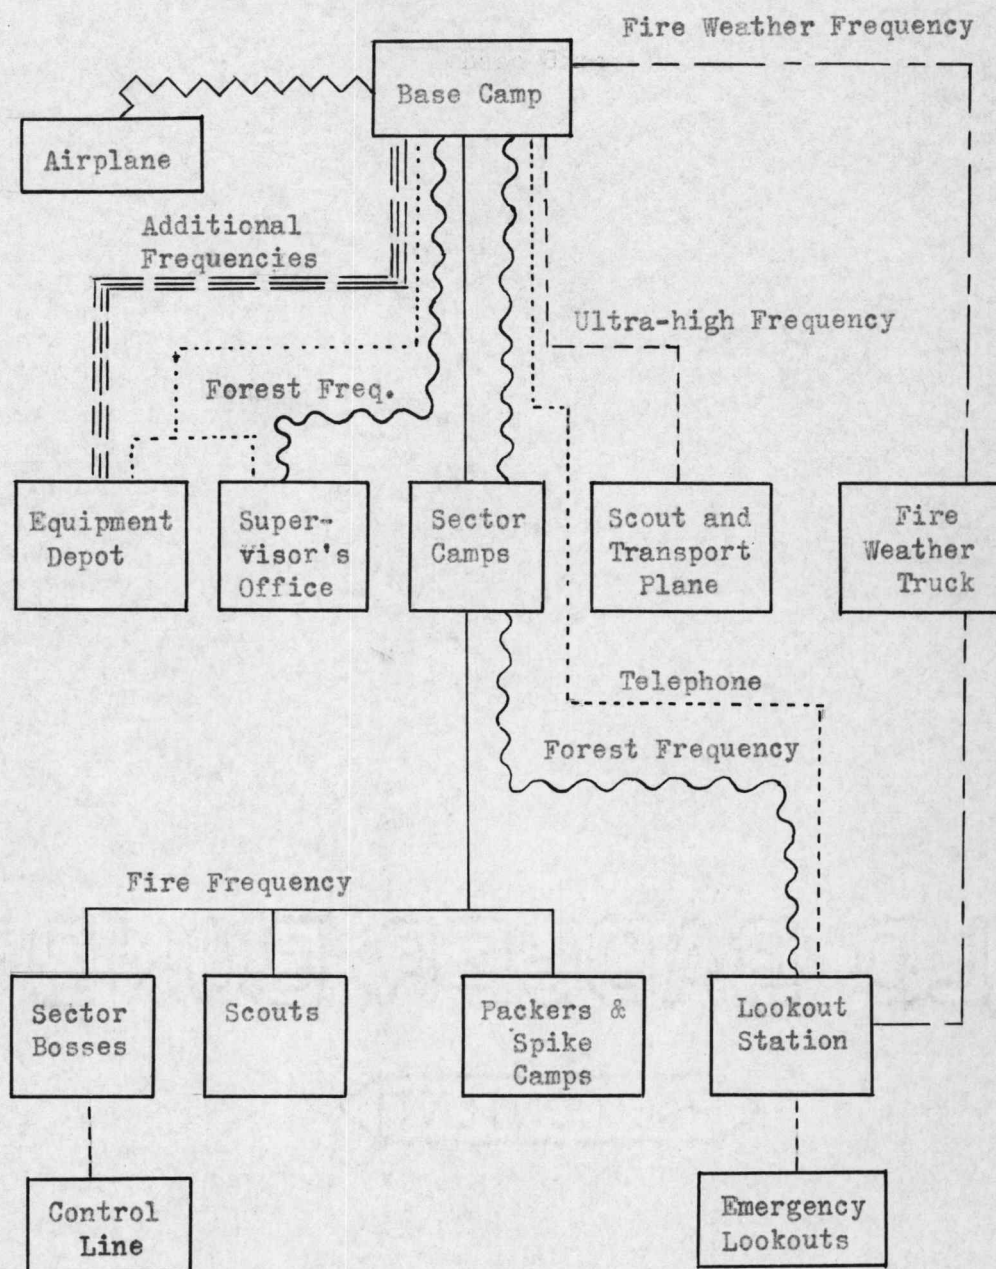 Fire Weather Frequency
Base Camp
Airplane
Additional
Frequencies
Ultra-high Frequency
Forest Freq.
Equipment
Depot
Super-
visor's
Office
Sector
Camps
Scout and
Transport
Plane
Fire
Weather
Truck
Telephone
Forest Frequency
Fire Frequency
Sector
Bosses
Scouts
Packers &
Spike
Camps
Lookout
Station
Control
Line
Emergency
Lookouts